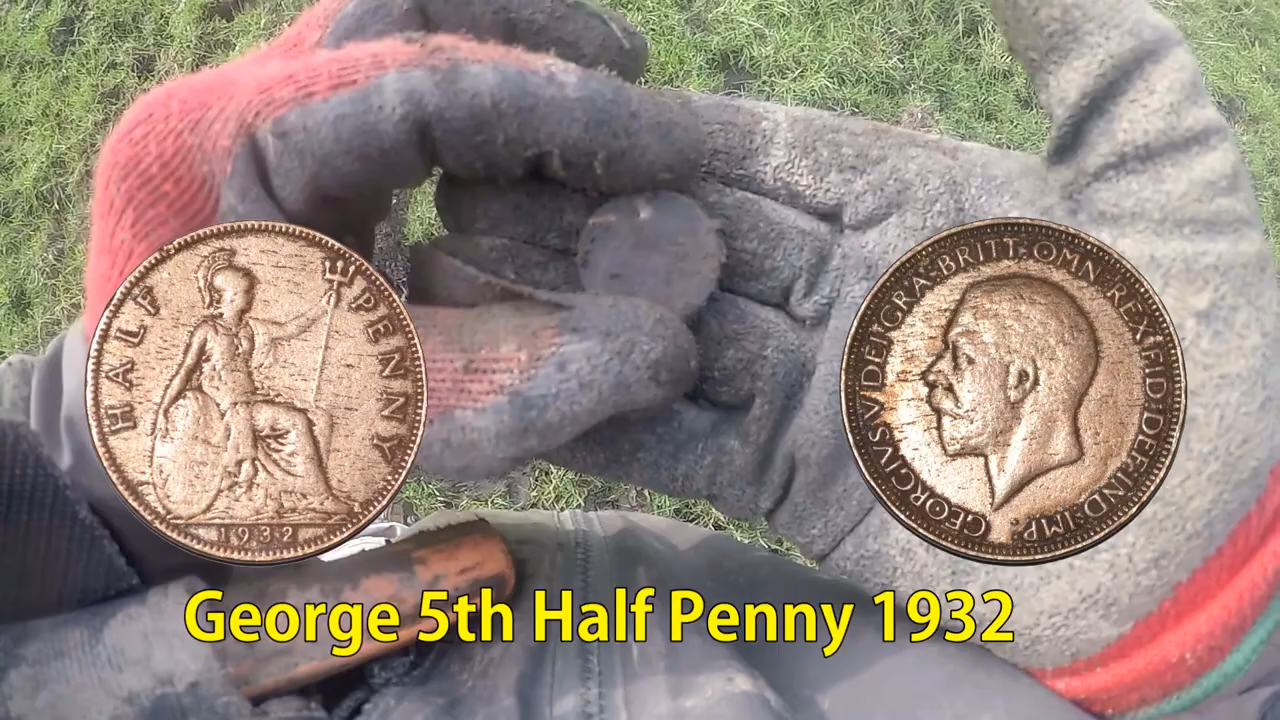 HALF PENNY
1932
GEORGIVS V DEI GRA: BRITT: OMN: REX FID: DEF: IND: IMP:
George 5th Half Penny 1932